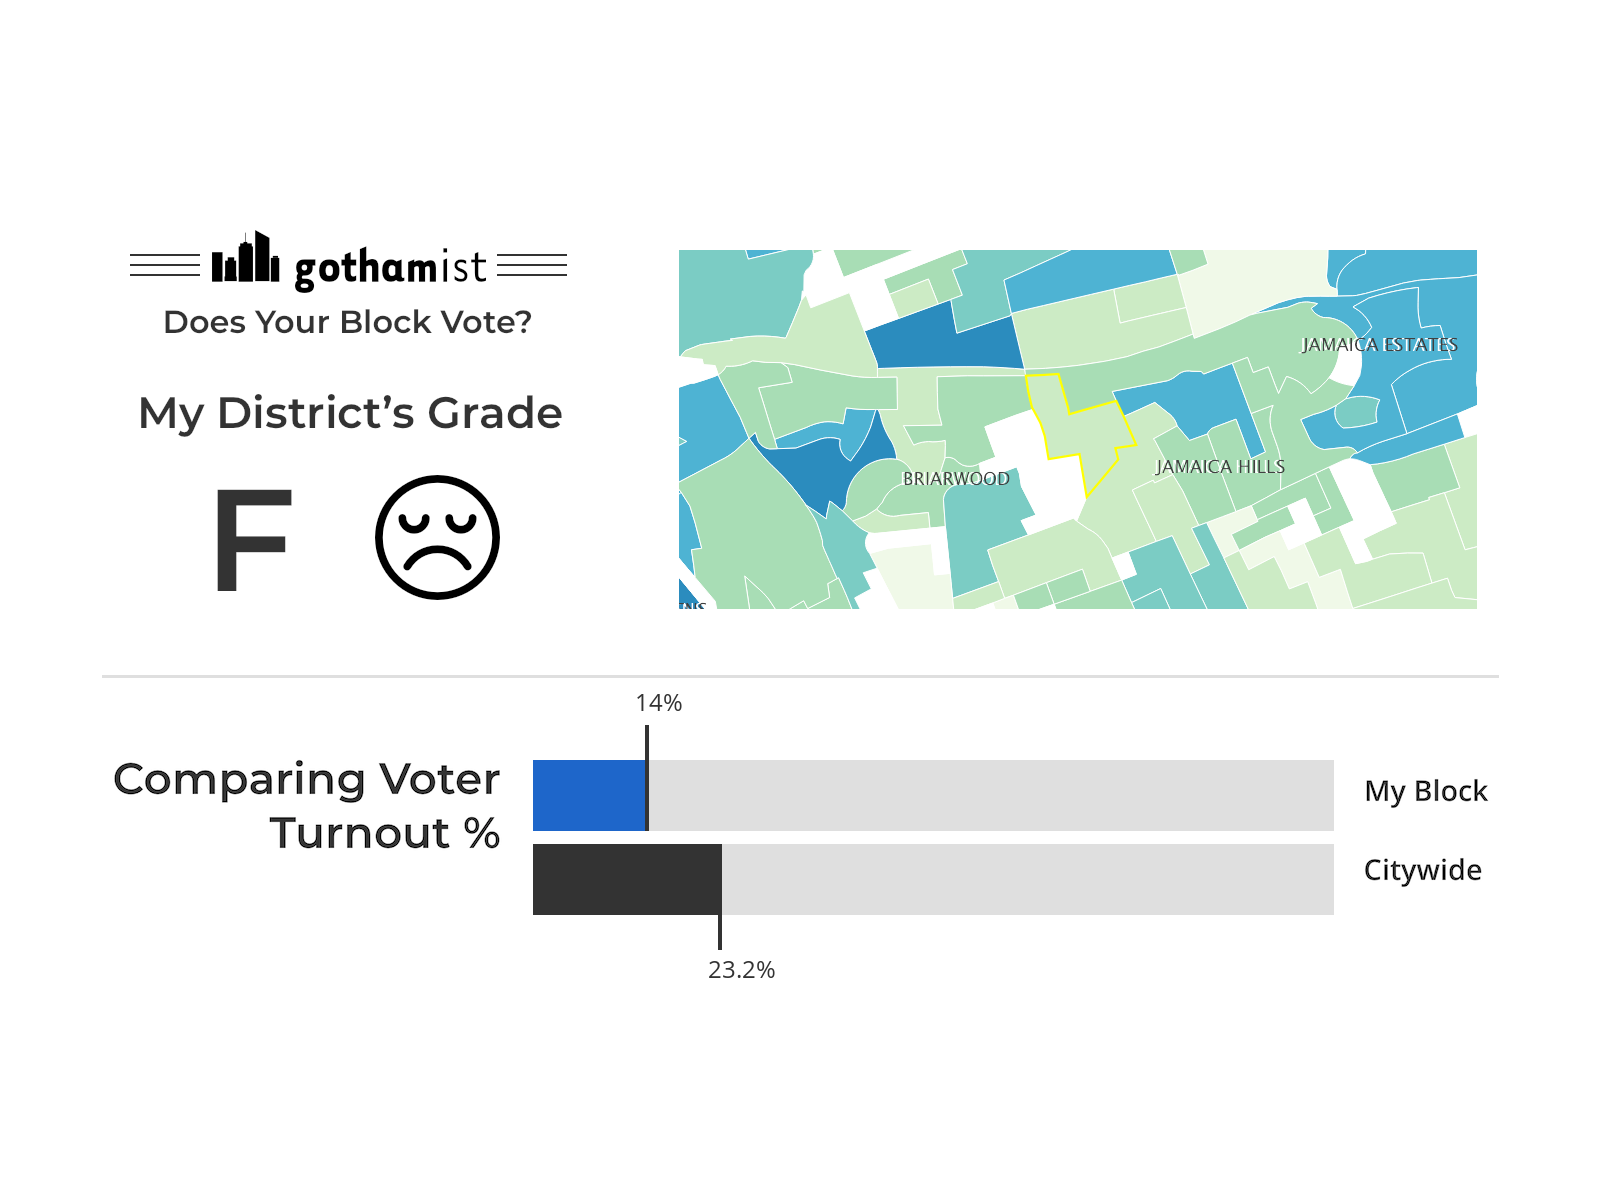 gothamist
Does Your Block Vote?
My District's Grade
F
JAMAICA ESTATES
JAMAICA HILLS
BRIARWOOD
14%
Comparing Voter
Turnout %
My Block
Citywide
23.2%